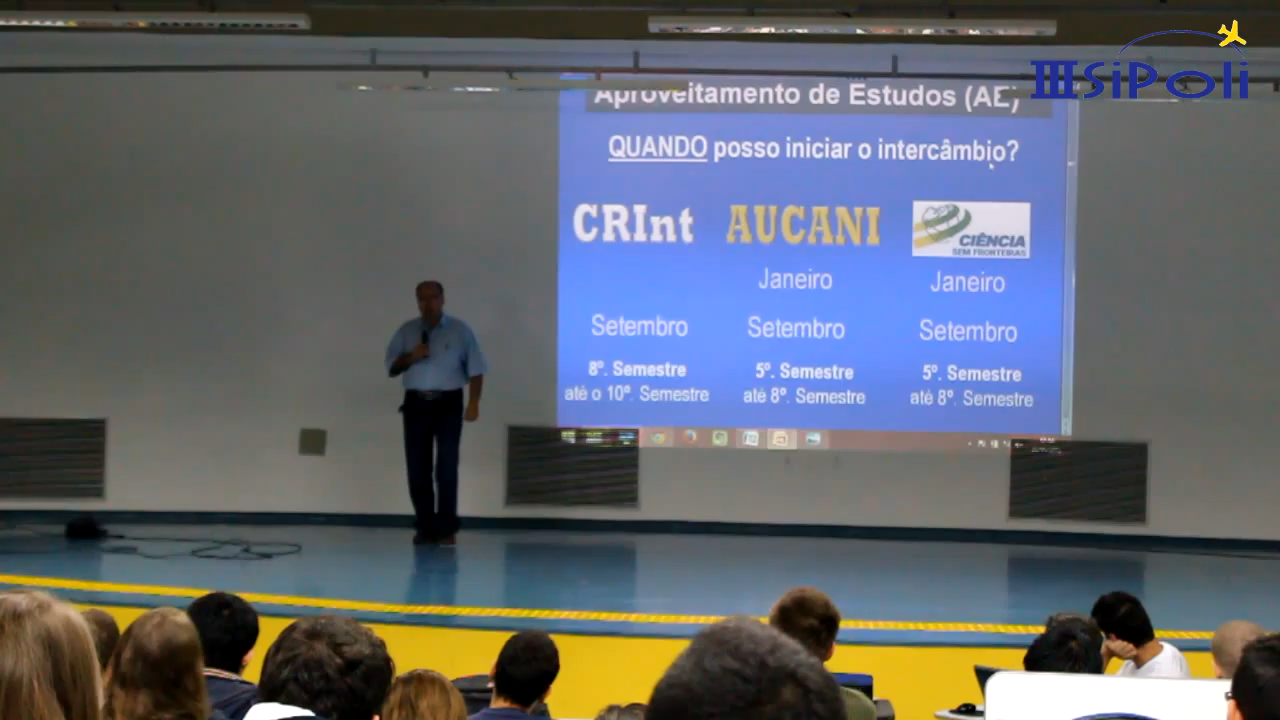 IIISiPoli
Aproveitamento de Estudos (AE)
QUANDO posso iniciar o intercâmbio?
CRInt AUCANI CIÊNCIA
SEM FRONTEIRAS
Janeiro Janeiro
Setembro Setembro Setembro
8º. Semestre 5º. Semestre 5º. Semestre
até o 10º. Semestre até 8º. Semestre até 8º. Semestre